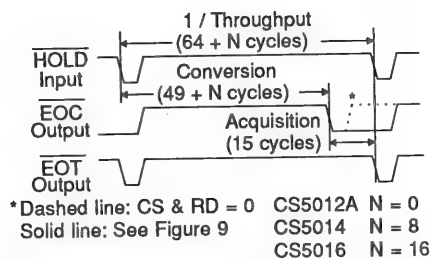 1 / Throughput
(64 + N cycles)
HOLD
Input
Conversion
(49 + N cycles)
*
EOC
Output
Acquisition
(15 cycles)
EOT
Output
*Dashed line: CS & RD = 0 CS5012A N = 0
Solid line: See Figure 9 CS5014 N = 8
CS5016 N = 16